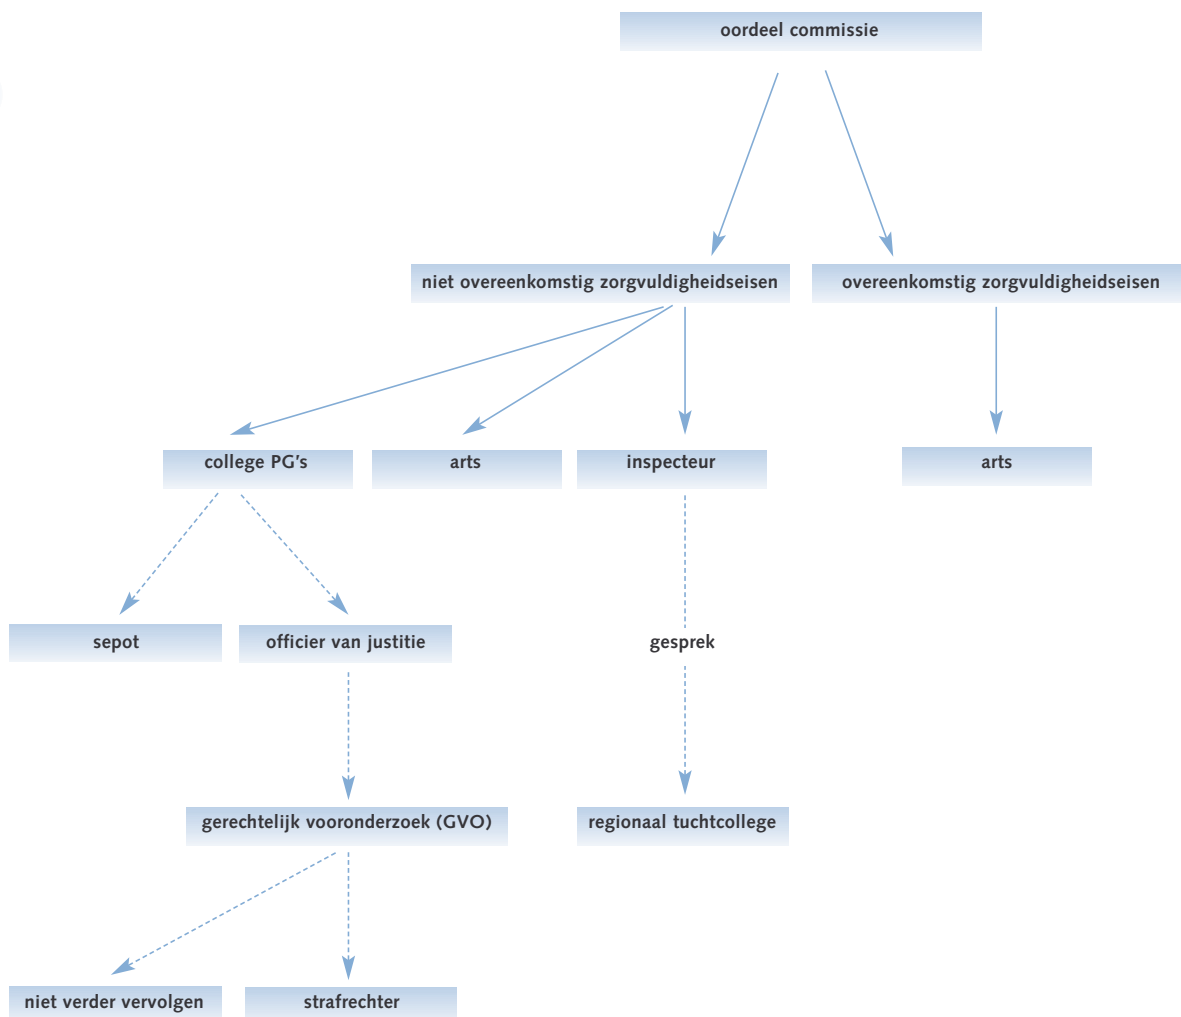 oordeel commissie
niet overeenkomstig zorgvuldigheidseisen
overeenkomstig zorgvuldigheidseisen
college PG's
arts
inspecteur
arts
sepot
officier van justitie
gesprek
gerechtelijk vooronderzoek (GVO)
regionaal tuchtcollege
niet verder vervolgen
strafrechter